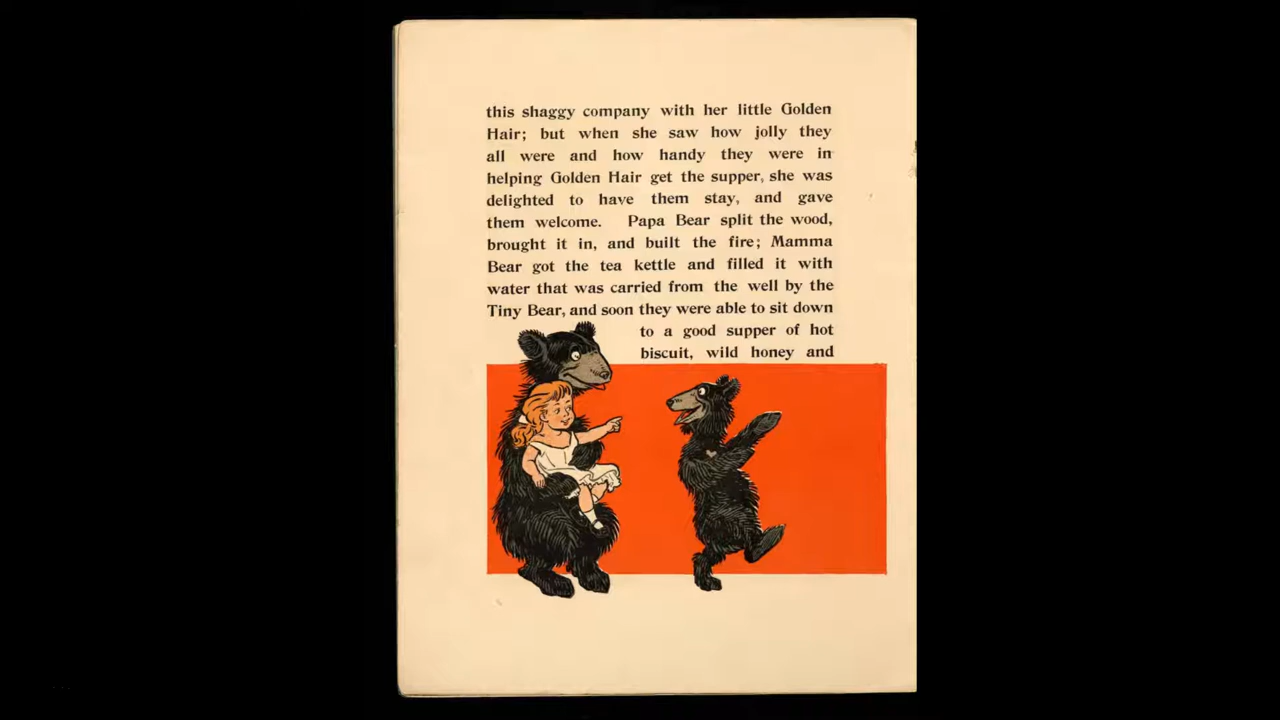 this shaggy company with her little Golden
Hair; but when she saw how jolly they
all were and how handy they were in
helping Golden Hair get the supper, she was
delighted to have them stay, and gave
them welcome. Papa Bear split the wood,
brought it in, and built the fire; Mamma
Bear got the tea kettle and filled it with
water that was carried from the well by the
Tiny Bear, and soon they were able to sit down
to a good supper of hot
biscuit, wild honey and